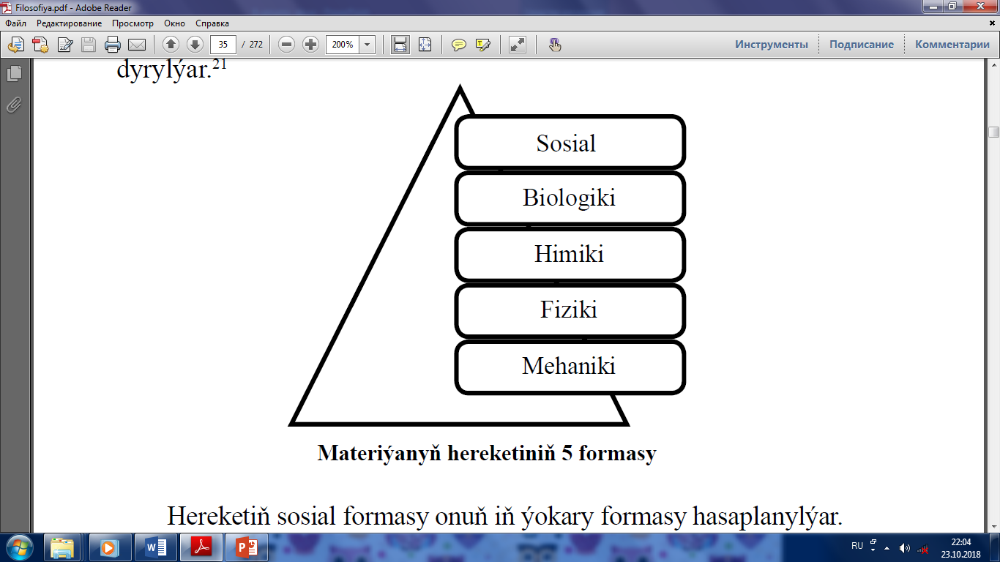 Filosofiya.pdf - Adobe Reader
Файл Редактирование Просмотр Окно Справка
35 / 272 200% Инструменты Подписание Комментарии
dyrylýar.21
Sosial
Biologiki
Himiki
Fiziki
Mehaniki
Materiýanyň hereketiniň 5 formasy
Hereketiň sosial formasy onuň iň ýokary formasy hasaplanylýar.
RU 22:04
23.10.2018